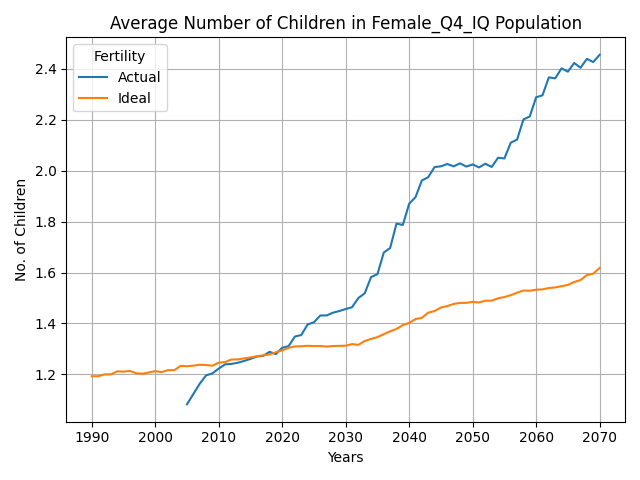 Average Number of Children in Female_Q4_IQ Population
Fertility
Actual
Ideal
No. of Children
2.4
2.2
2.0
1.8
1.6
1.4
1.2
1990 2000 2010 2020 2030 2040 2050 2060 2070
Years